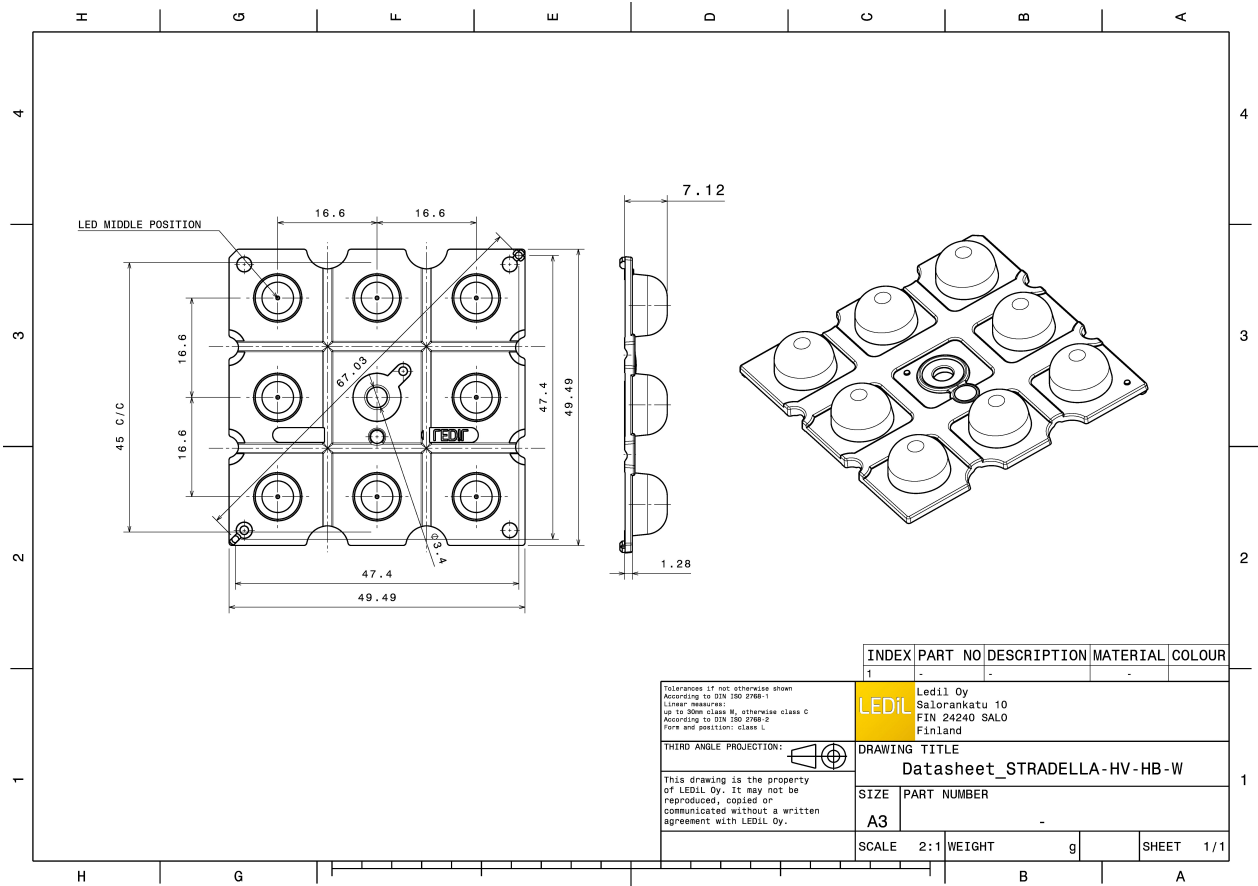 H G F E D C B A
4 4
3 3
2 2
1 1
LED MIDDLE POSITION
16.6 16.6
7.12
16.6
16.6
45 C/C
67.03
47.4
49.49
LEDiL
Ø3.4
47.4
49.49
1.28
INDEX PART NO DESCRIPTION MATERIAL COLOUR
1 - - -
Tolerances if not otherwise shown
According to DIN ISO 2768-1
Linear measures:
up to 30mm class M, otherwise class C
According to DIN ISO 2768-2
Form and position: class L
LEDiL
Ledil Oy
Salorankatu 10
FIN 24240 SALO
Finland
THIRD ANGLE PROJECTION:
DRAWING TITLE
Datasheet_STRADELLA-HV-HB-W
This drawing is the property
of LEDiL Oy. It may not be
reproduced, copied or
communicated without a written
agreement with LEDiL Oy.
SIZE PART NUMBER
A3 -
SCALE 2:1 WEIGHT g SHEET 1/1
H G B A